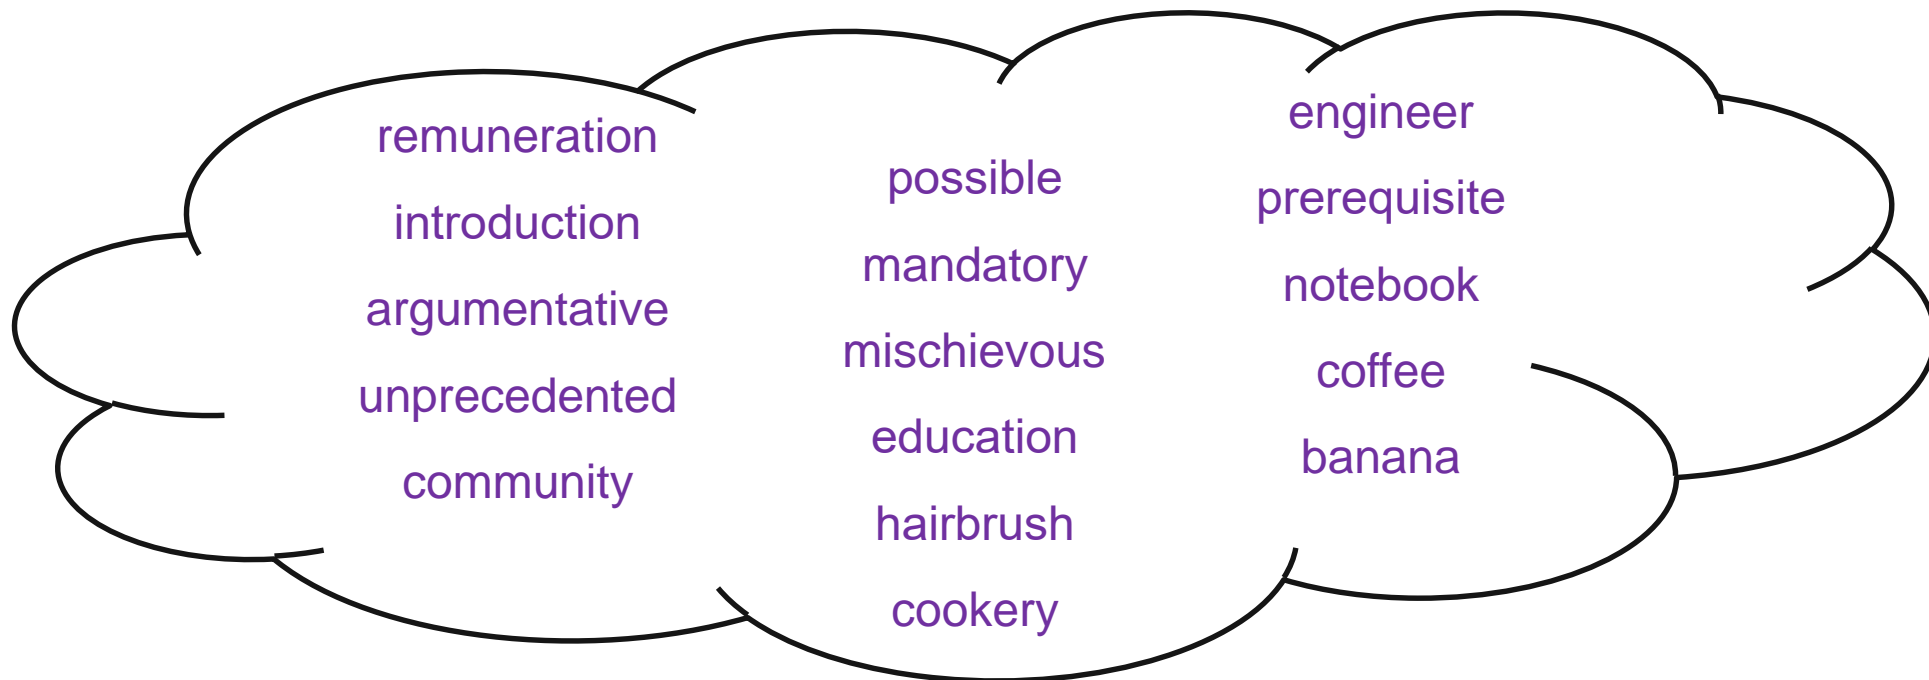 remuneration
introduction
argumentative
unprecedented
community
possible
mandatory
mischievous
education
hairbrush
cookery
engineer
prerequisite
notebook
coffee
banana